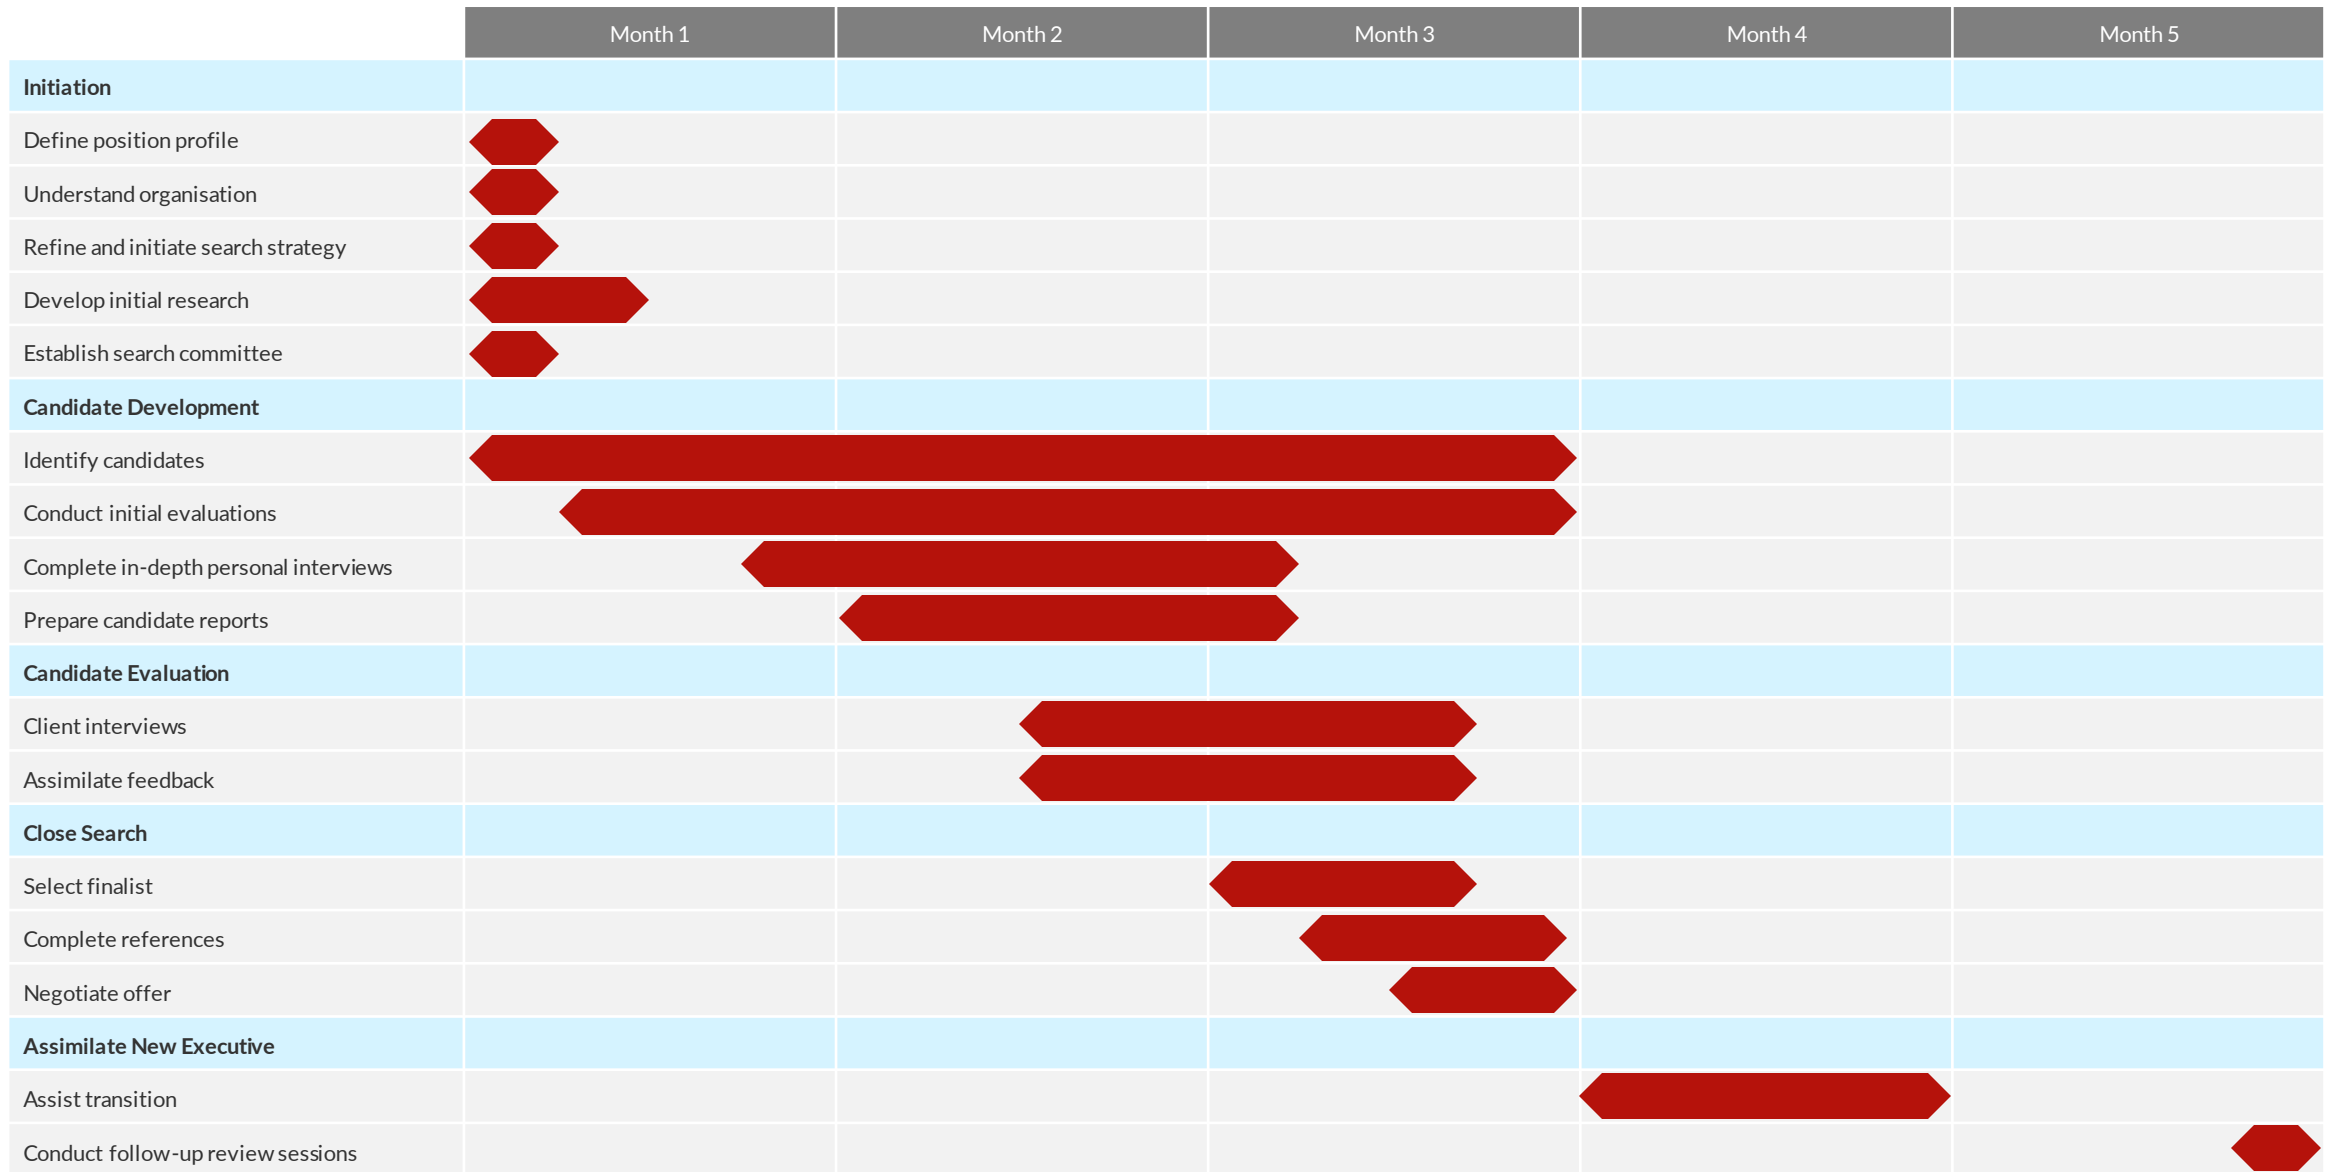 Month 1
Month 2
Month 3
Month 4
Month 5
Initiation
Define position profile
Understand organisation
Refine and initiate search strategy
Develop initial research
Establish search committee
Candidate Development
Identify candidates
Conduct initial evaluations
Complete in-depth personal interviews
Prepare candidate reports
Candidate Evaluation
Client interviews
Assimilate feedback
Close Search
Select finalist
Complete references
Negotiate offer
Assimilate New Executive
Assist transition
Conduct follow-up review sessions